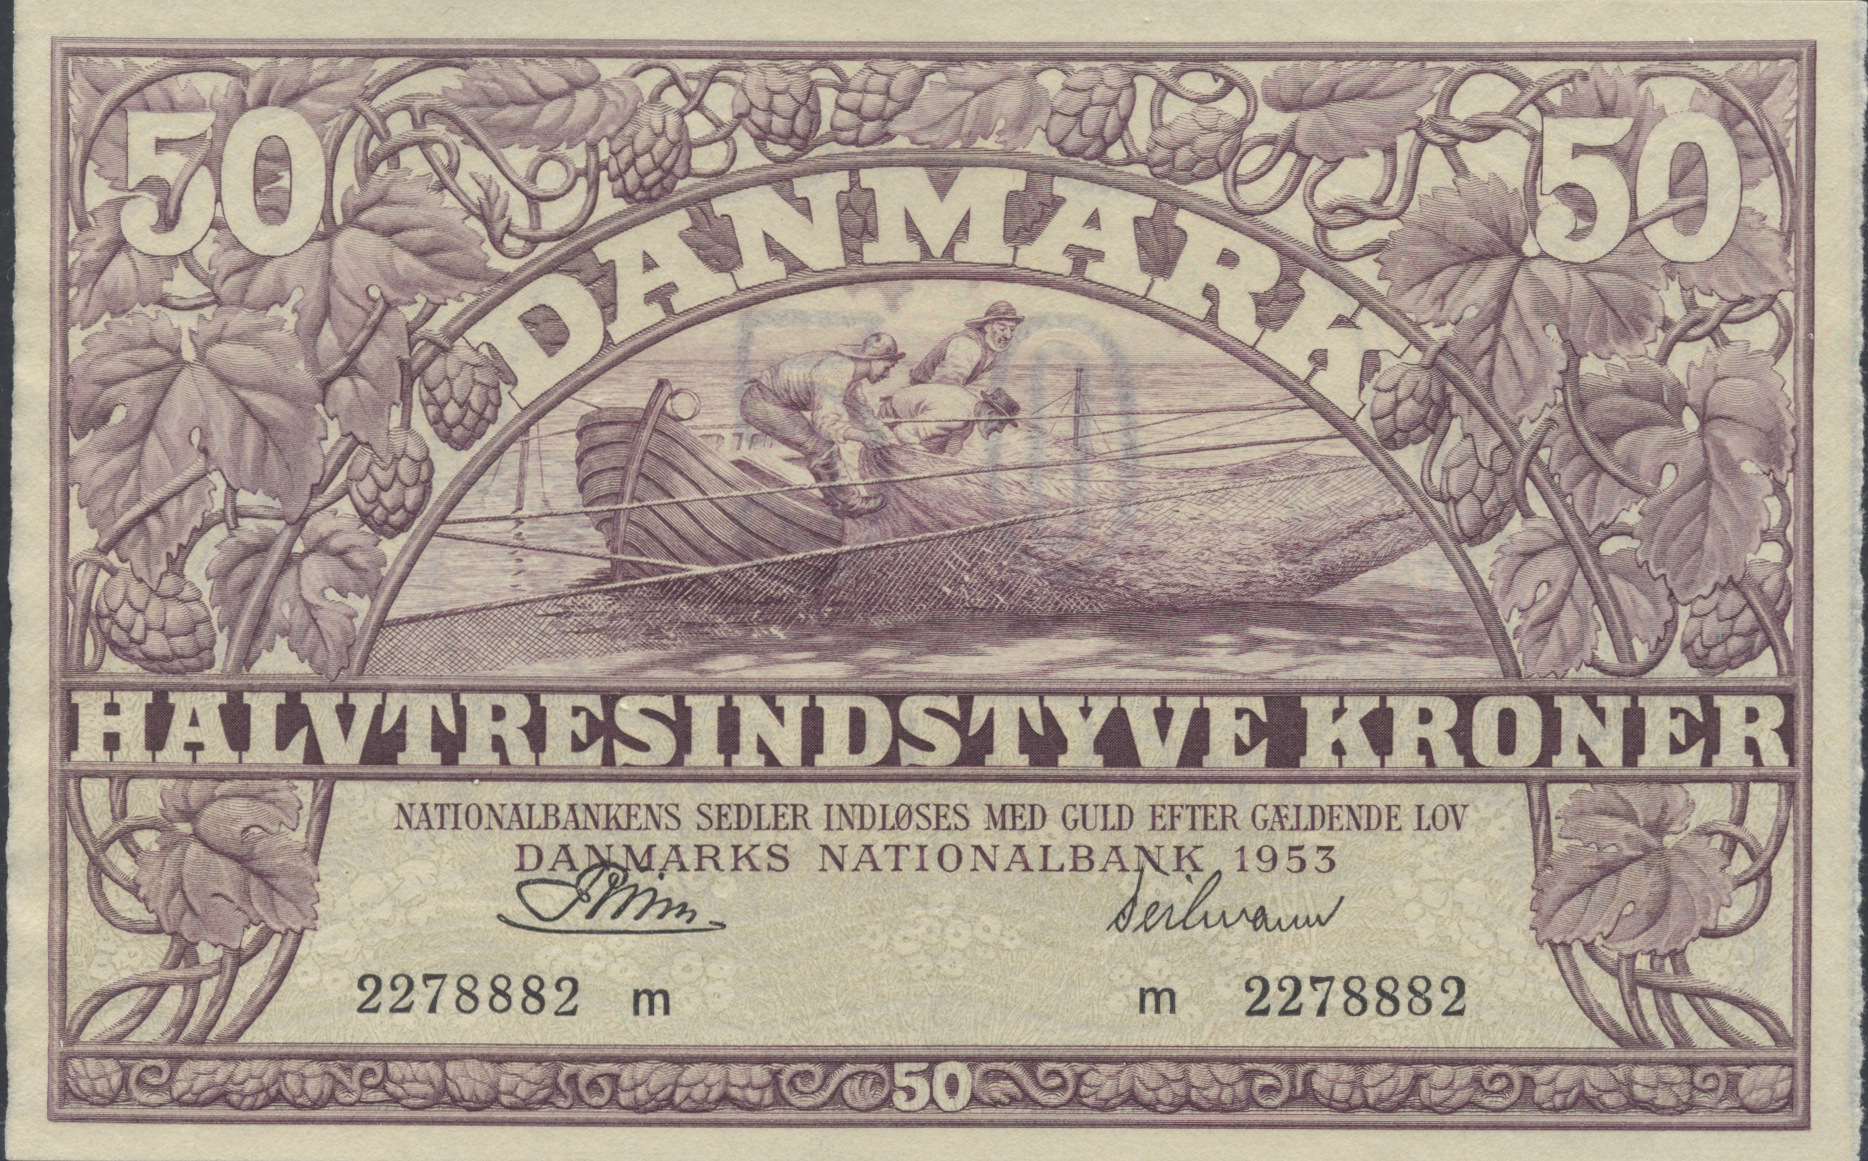 50 50
DANMARK
50
HALVTRESINDSTYVE KRONER
NATIONALBANKENS SEDLER INDLØSES MED GULD EFTER GÆLDENDE LOV
DANMARKS NATIONALBANK 1953
2278882 m m 2278882
50